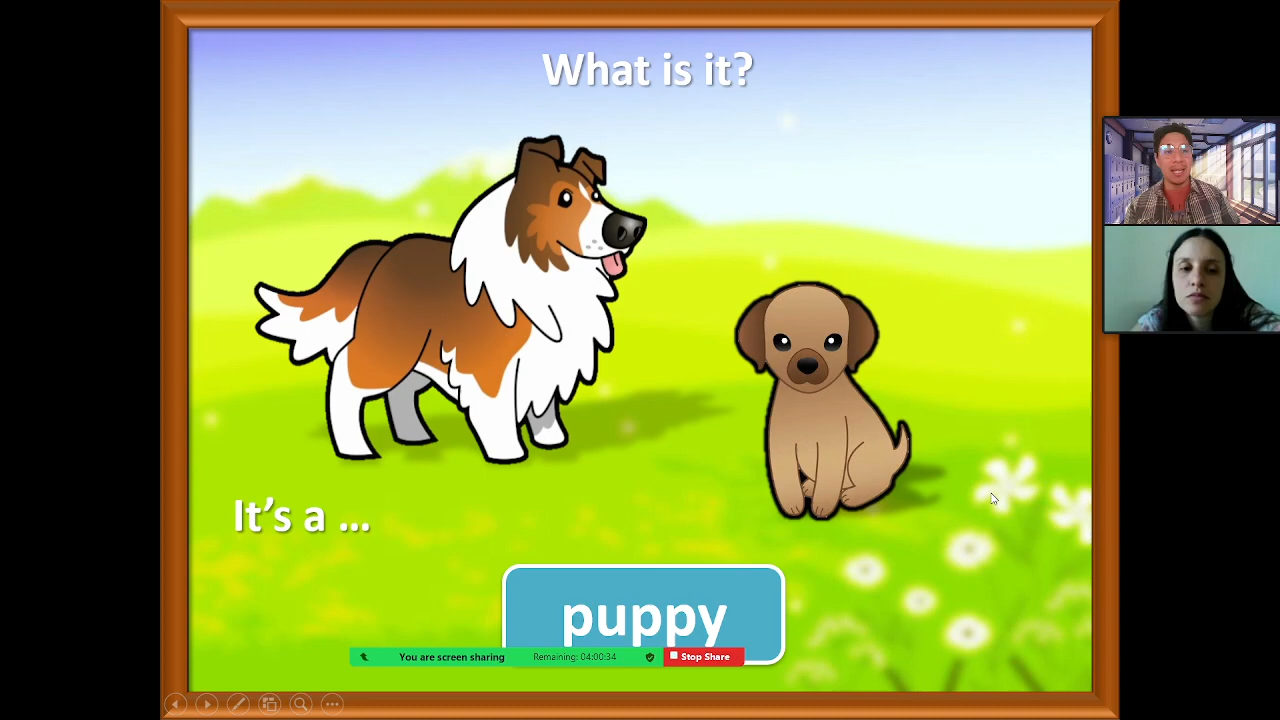 What is it?
It's a ...
puppy
You are screen sharing Remaining: 04:00:34 Stop Share